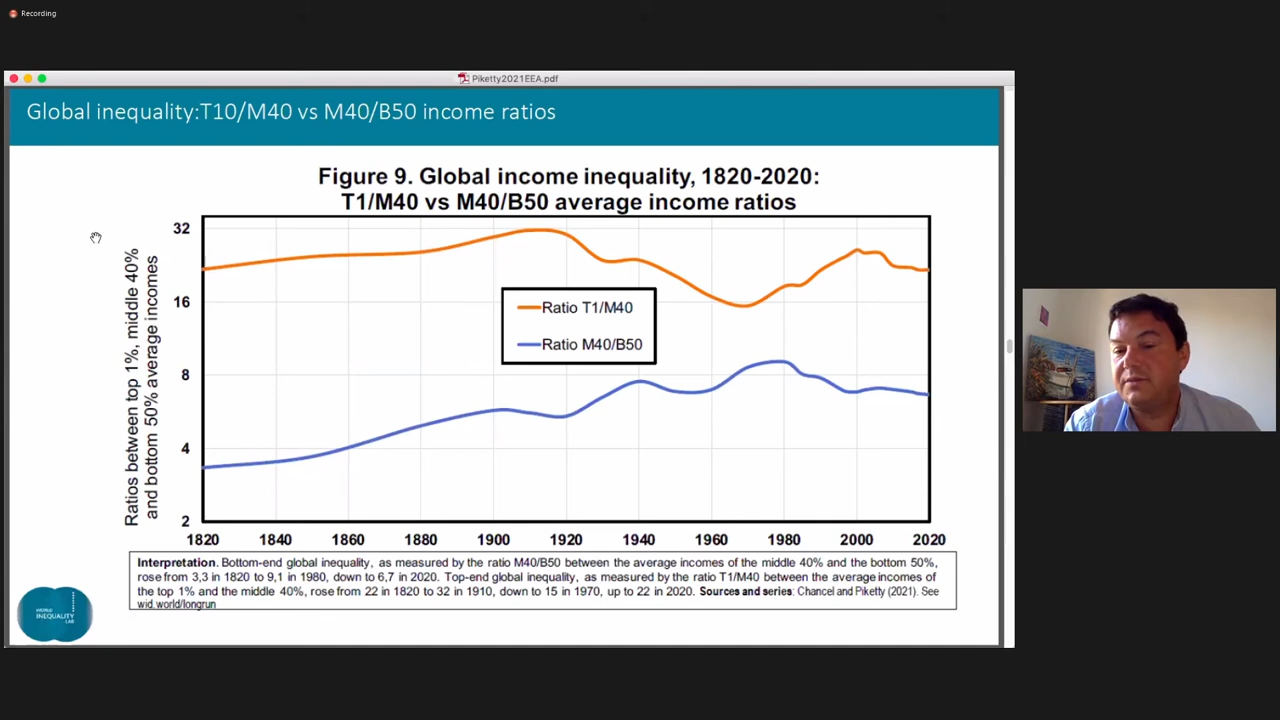 Recording
Piketty2021EEA.pdf
Global inequality:T10/M40 vs M40/B50 income ratios
Figure 9. Global income inequality, 1820-2020:
T1/M40 vs M40/B50 average income ratios
Ratios between top 1%, middle 40%
and bottom 50% average incomes
32
16
8
4
2
Ratio T1/M40
Ratio M40/B50
1820 1840 1860 1880 1900 1920 1940 1960 1980 2000 2020
Interpretation. Bottom-end global inequality, as measured by the ratio M40/B50 between the average incomes of the middle 40% and the bottom 50%,
rose from 3,3 in 1820 to 9,1 in 1980, down to 6,7 in 2020. Top-end global inequality, as measured by the ratio T1/M40 between the average incomes of
the top 1% and the middle 40%, rose from 22 in 1820 to 32 in 1910, down to 15 in 1970, up to 22 in 2020. Sources and series: Chancel and Piketty (2021). See
wid.world/longrun
WORLD
INEQUALITY
LAB